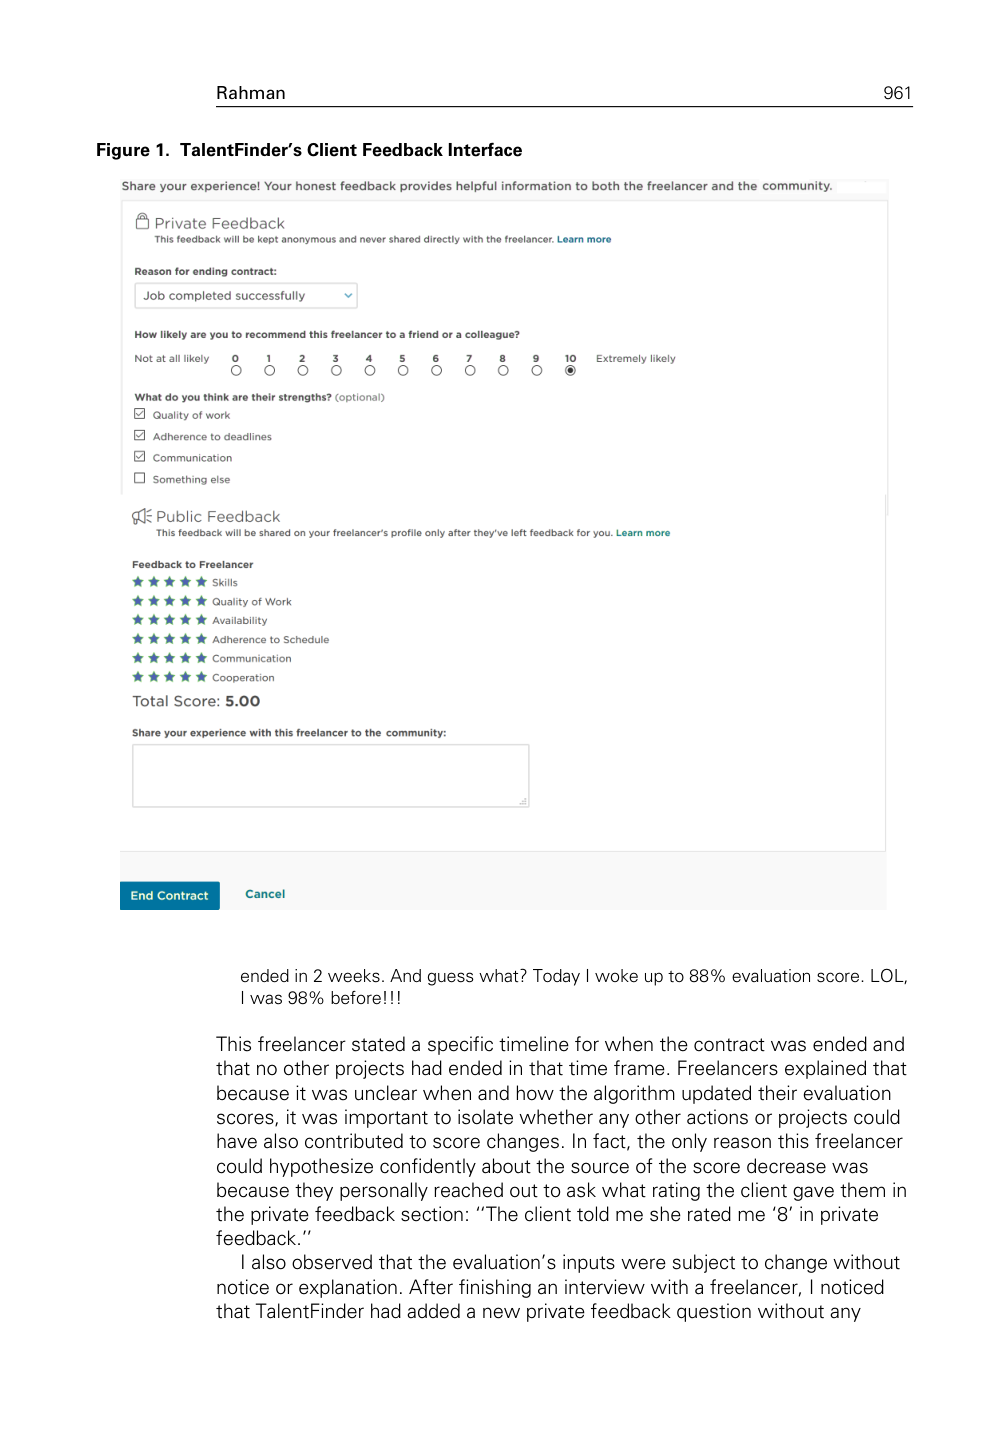 Rahman 961
Figure 1. TalentFinder’s Client Feedback Interface
Share your experience! Your honest feedback provides helpful information to both the freelancer and the community.
Private Feedback
This feedback will be kept anonymous and never shared directly with the freelancer. Learn more
Reason for ending contract:
Job completed successfully
How likely are you to recommend this freelancer to a friend or a colleague?
Not at all likely 0 1 2 3 4 5 6 7 8 9 10 Extremely likely
What do you think are their strengths? (optional)
Quality of work
Adherence to deadlines
Communication
Something else
Public Feedback
This feedback will be shared on your freelancer's profile only after they've left feedback for you. Learn more
Feedback to Freelancer
Skills
Quality of Work
Availability
Adherence to Schedule
Communication
Cooperation
Total Score: 5.00
Share your experience with this freelancer to the community:
End Contract Cancel
ended in 2 weeks. And guess what? Today I woke up to 88% evaluation score. LOL,
I was 98% before!!!
This freelancer stated a specific timeline for when the contract was ended and
that no other projects had ended in that time frame. Freelancers explained that
because it was unclear when and how the algorithm updated their evaluation
scores, it was important to isolate whether any other actions or projects could
have also contributed to score changes. In fact, the only reason this freelancer
could hypothesize confidently about the source of the score decrease was
because they personally reached out to ask what rating the client gave them in
the private feedback section: ‘‘The client told me she rated me ‘8’ in private
feedback.’’
I also observed that the evaluation’s inputs were subject to change without
notice or explanation. After finishing an interview with a freelancer, I noticed
that TalentFinder had added a new private feedback question without any